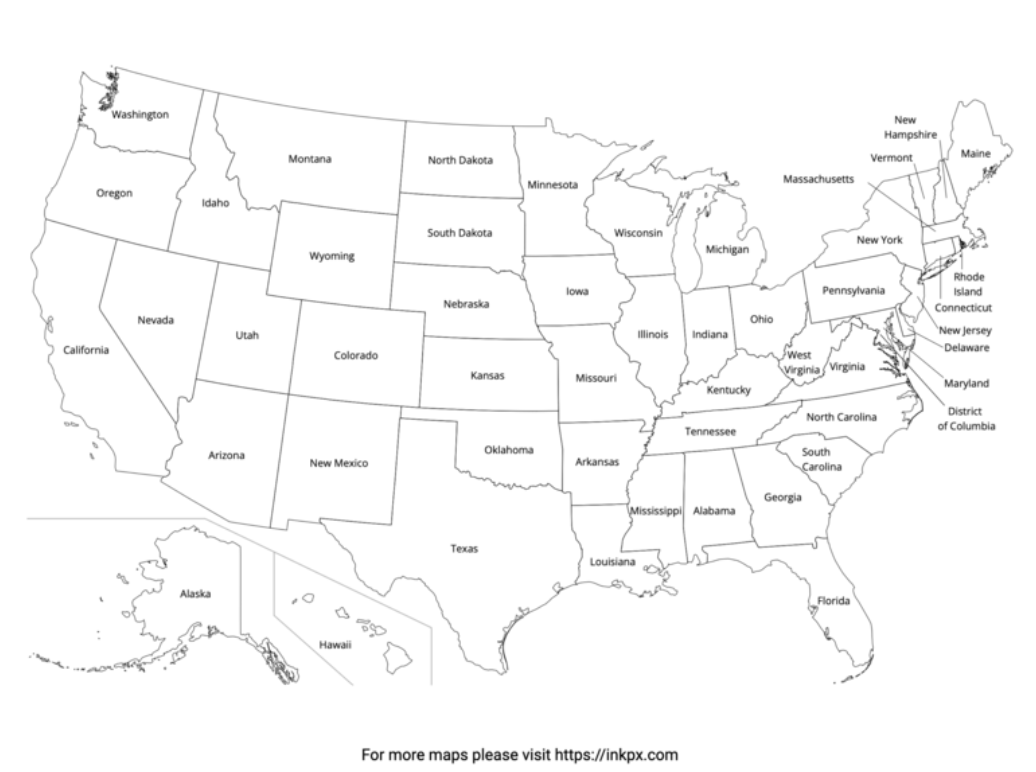 New
Hampshire
Washington
Maine
Vermont
Montana
North Dakota
Massachusetts
Minnesota
Oregon
Idaho
South Dakota
Wisconsin
New York
Michigan
Wyoming
Rhode
Island
Pennsylvania
Iowa
Nebraska
Connecticut
Nevada
Ohio
New Jersey
Utah
Illinois
Indiana
Delaware
California
Colorado
West
Virginia
Virginia
Kansas
Missouri
Maryland
Kentucky
District
of Columbia
North Carolina
Tennessee
Oklahoma
South
Carolina
Arizona
New Mexico
Arkansas
Georgia
Mississippi
Alabama
Texas
Louisiana
Alaska
Florida
Hawaii
For more maps please visit https://inkpx.com